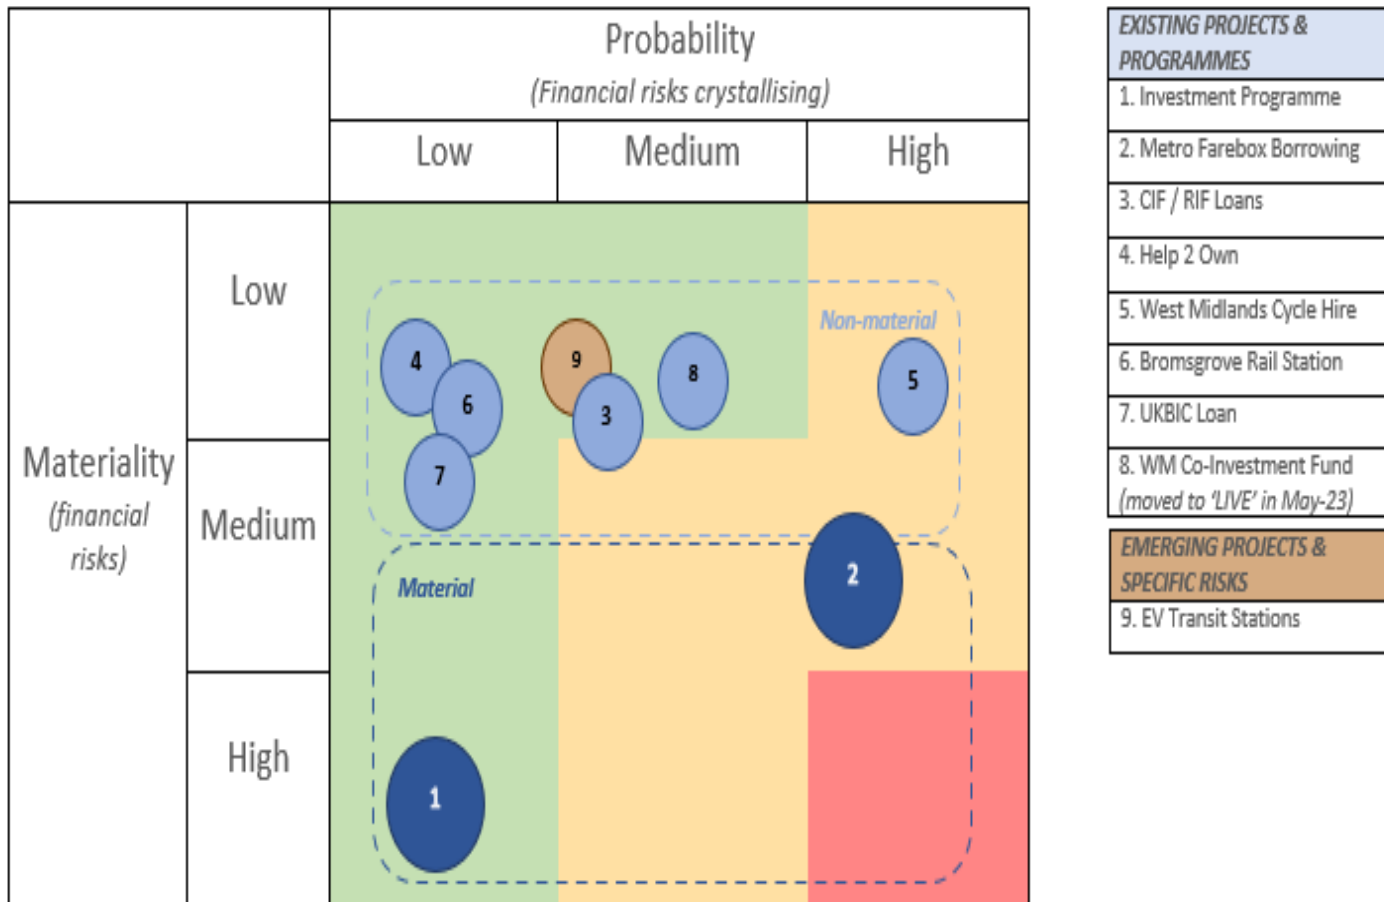 Probability
(Financial risks crystallising)
Low
Medium
High
Materiality
(financial
risks)
Low
Medium
High
Non-material
4
6
7
9
3
8
5
Material
2
1
EXISTING PROJECTS &
PROGRAMMES
1. Investment Programme
2. Metro Farebox Borrowing
3. CIF / RIF Loans
4. Help 2 Own
5. West Midlands Cycle Hire
6. Bromsgrove Rail Station
7. UKBIC Loan
8. WM Co-Investment Fund
(moved to 'LIVE' in May-23)
EMERGING PROJECTS &
SPECIFIC RISKS
9. EV Transit Stations